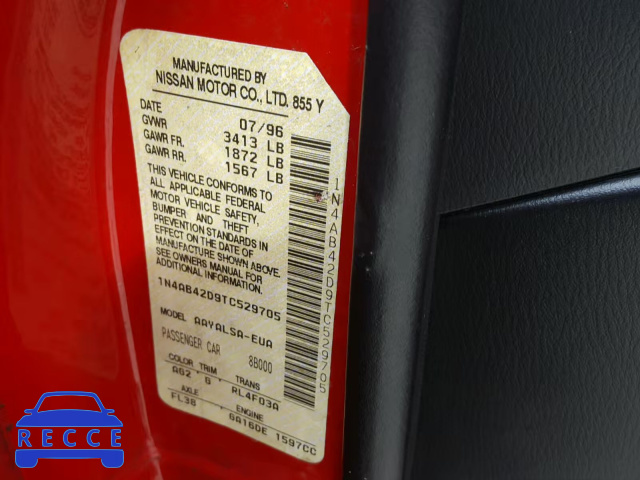 MANUFACTURED BY
NISSAN MOTOR CO., LTD. 855 Y
DATE 07/96
GVWR 3413 LB
GAWR FR. 1872 LB
GAWR RR. 1567 LB
THIS VEHICLE CONFORMS TO
ALL APPLICABLE FEDERAL
MOTOR VEHICLE SAFETY,
BUMPER AND THEFT
PREVENTION STANDARDS IN
EFFECT ON THE DATE OF
MANUFACTURE SHOWN ABOVE.
SEE OWNERS MANUAL FOR
ADDITIONAL INFORMATION.
1N4AB42D9TC529705
MODEL AAYALSA-EUA
PASSENGER CAR 8B000
COLOR TRIM TRANS
AG2 G RL4F03A
AXLE ENGINE
FL38 GA16DE 1597CC
1N4AB42D9TC529705
RECCE